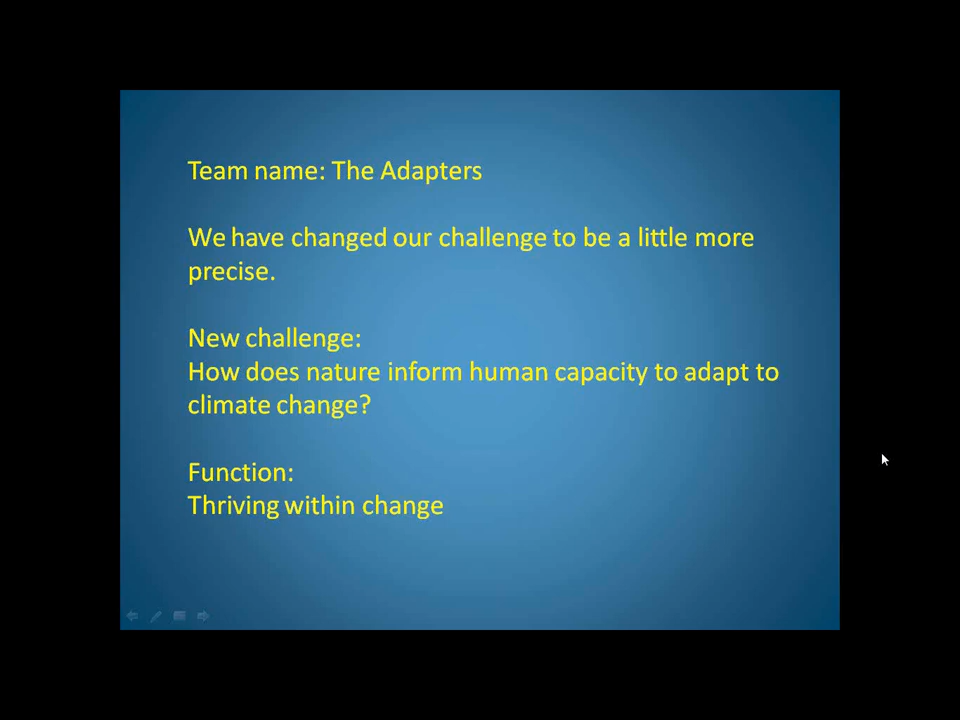 Team name: The Adapters
We have changed our challenge to be a little more
precise.
New challenge:
How does nature inform human capacity to adapt to
climate change?
Function:
Thriving within change